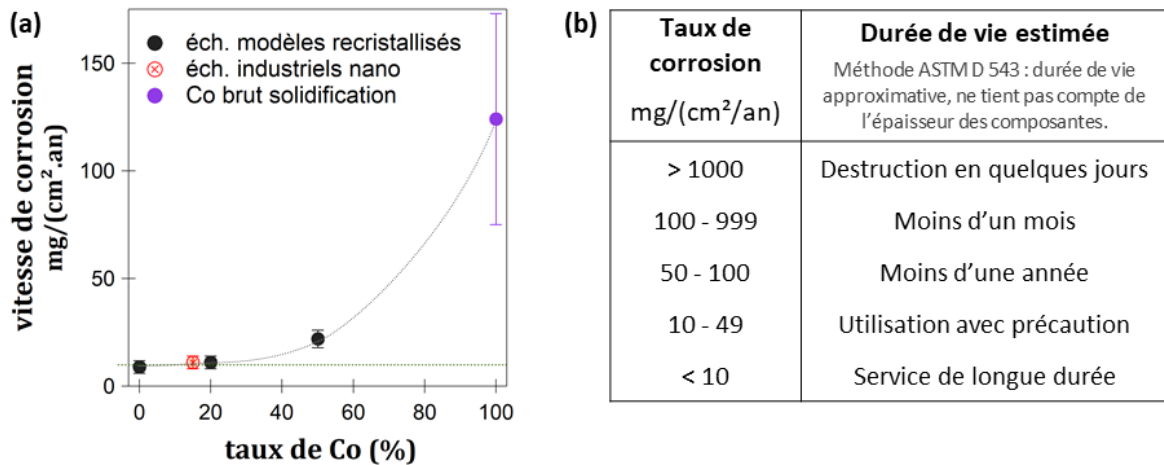 (a)
éch. modèles recristallisés
éch. industriels nano
Co brut solidification
vitesse de corrosion
mg/(cm².an)
150
100
50
0
0
20
40
60
80
100
taux de Co (%)
(b)
Taux de
corrosion
mg/(cm²/an)
Durée de vie estimée
Méthode ASTM D 543 : durée de vie
approximative, ne tient pas compte de
l'épaisseur des composantes.
> 1000
Destruction en quelques jours
100 - 999
Moins d'un mois
50 - 100
Moins d'une année
10 - 49
Utilisation avec précaution
< 10
Service de longue durée